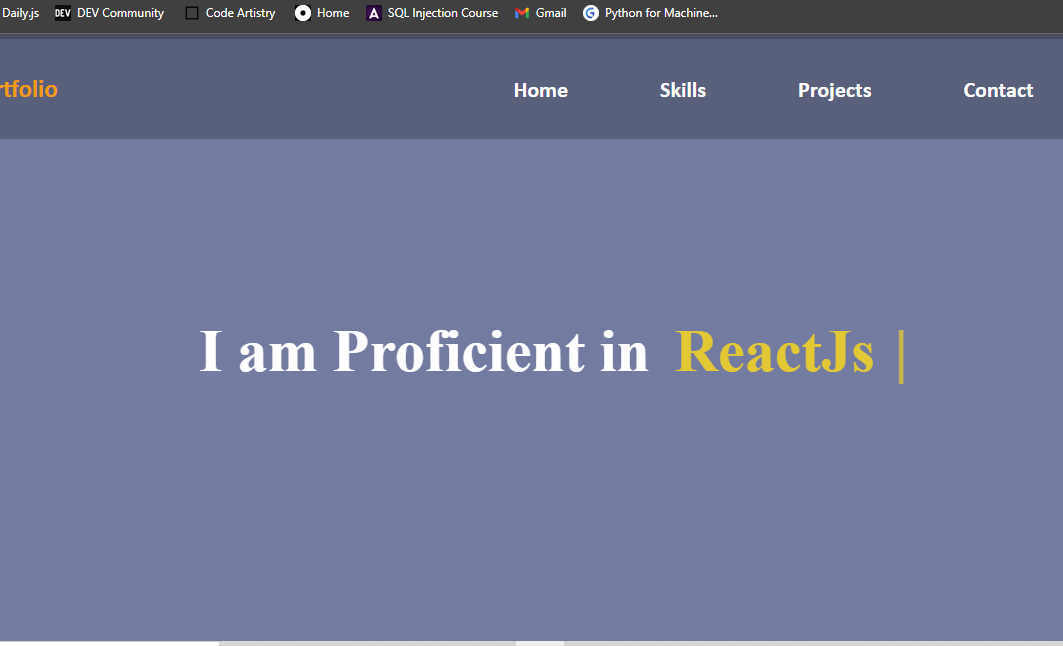 Daily.js DEV DEV Community Code Artistry Home A SQL Injection Course Gmail G Python for Machine...
rtfolio Home Skills Projects Contact
I am Proficient in ReactJs |